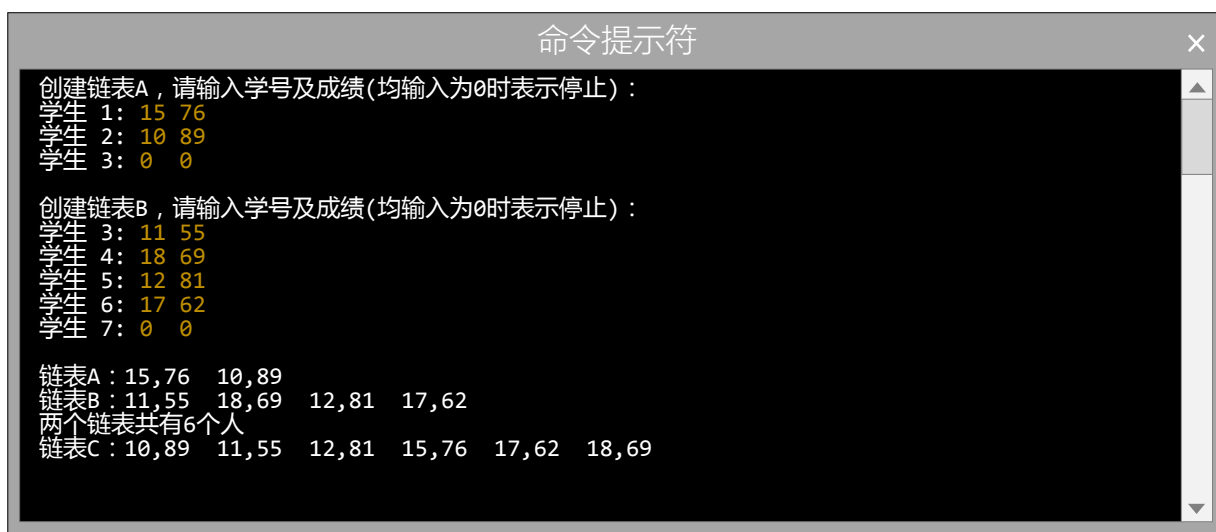 命令提示符
创建链表A，请输入学号及成绩(均输入为0时表示停止)：
学生 1: 15 76
学生 2: 10 89
学生 3: 0  0
创建链表B，请输入学号及成绩(均输入为0时表示停止)：
学生 3: 11 55
学生 4: 18 69
学生 5: 12 81
学生 6: 17 62
学生 7: 0  0
链表A：15,76  10,89
链表B：11,55  18,69  12,81  17,62
两个链表共有6个人
链表C：10,89  11,55  12,81  15,76  17,62  18,69